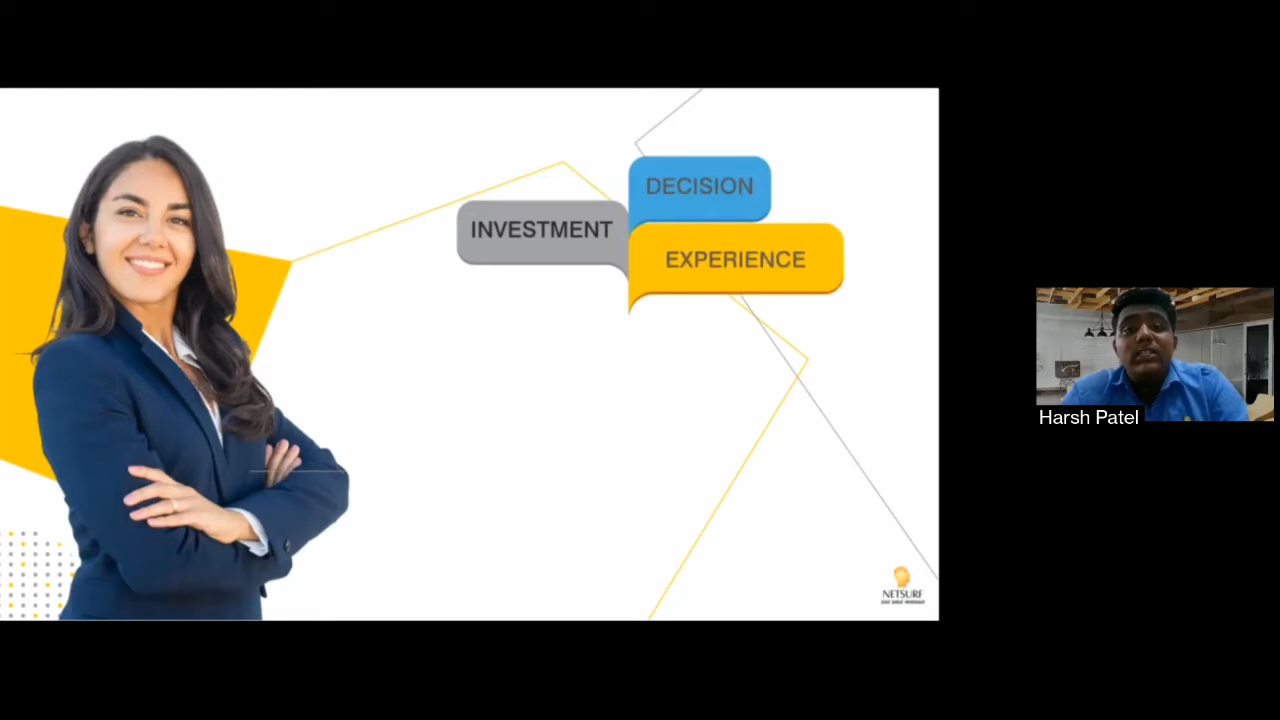 DECISION
INVESTMENT
EXPERIENCE
NETSURF
Harsh Patel